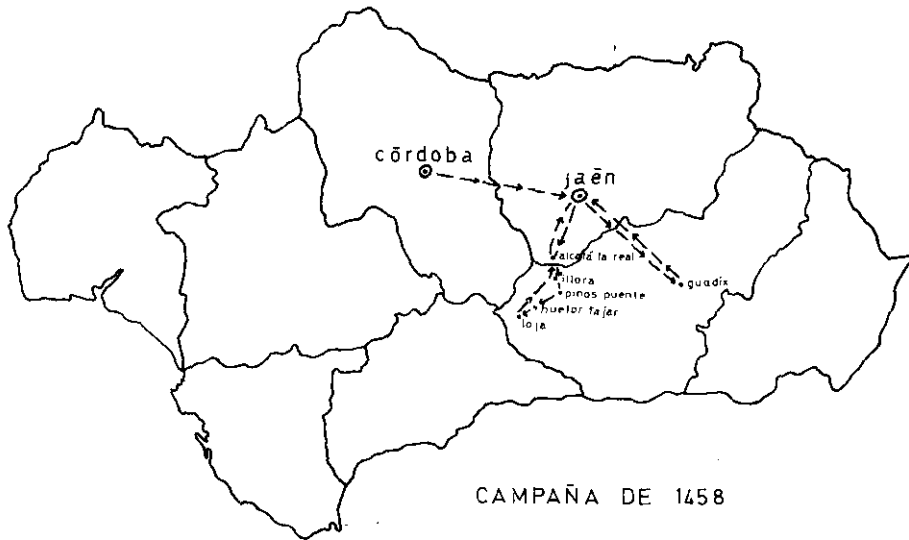 córdoba
jaén
alcalá la real
illora
pinos puente
guadix
huetor tajar
loja
CAMPAÑA DE 1458